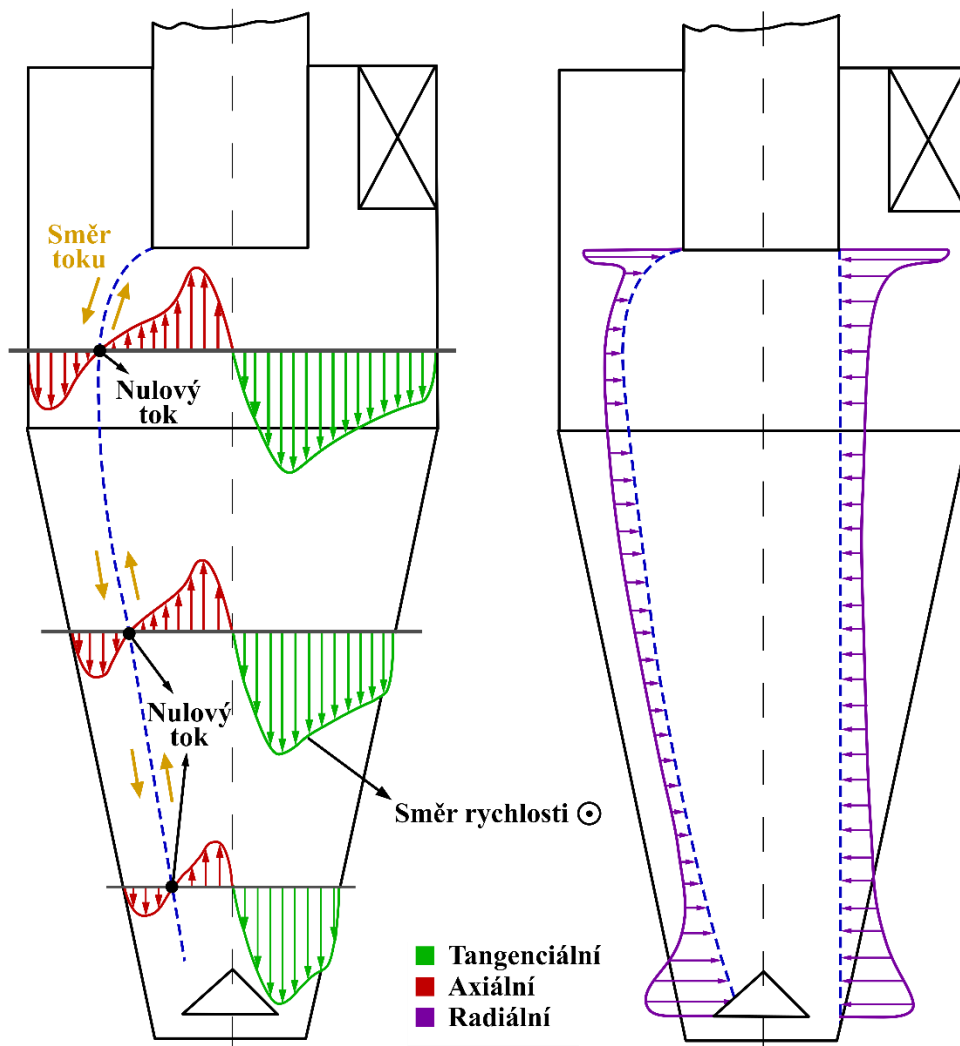 Směr
toku
Nulový
tok
Nulový
tok
Směr rychlosti ⊙
Tangenciální
Axiální
Radiální